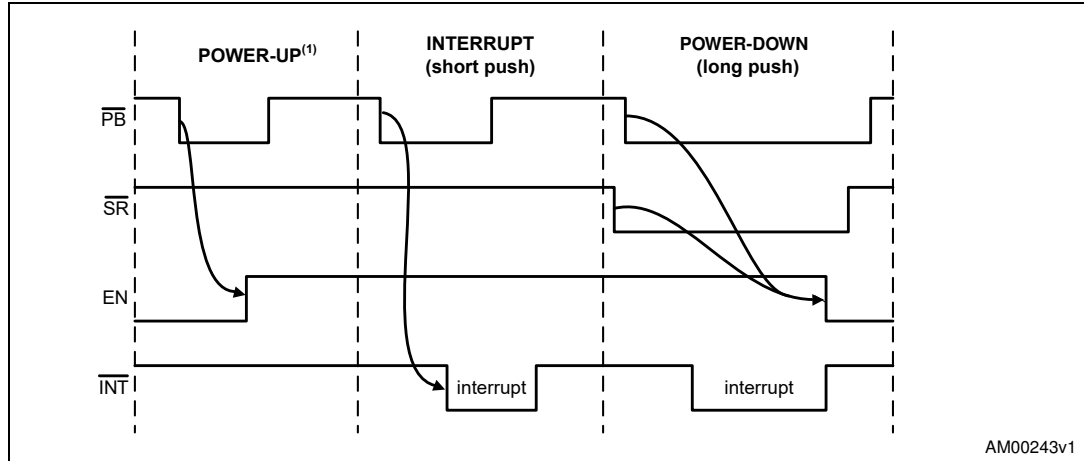 POWER-UP(1)
INTERRUPT
(short push)
POWER-DOWN
(long push)
PB
SR
EN
INT
interrupt
interrupt
AM00243v1